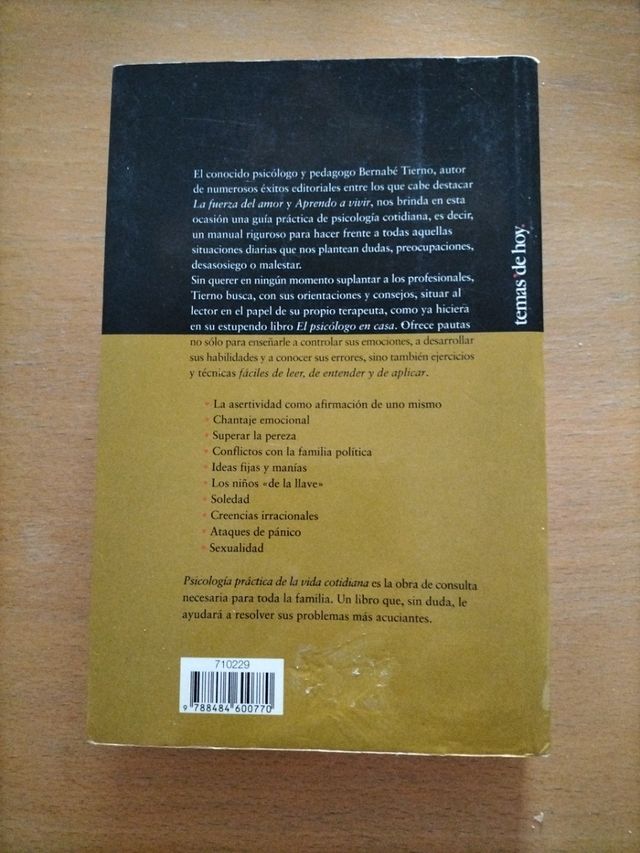 El conocido psicólogo y pedagogo Bernabé Tierno, autor
de numerosos éxitos editoriales entre los que cabe destacar
La fuerza del amor y Aprendo a vivir, nos brinda en esta
ocasión una guía práctica de psicología cotidiana, es decir,
un manual riguroso para hacer frente a todas aquellas
situaciones diarias que nos plantean dudas, preocupaciones,
desasosiego o malestar.
Sin querer en ningún momento suplantar a los profesionales,
Tierno busca, con sus orientaciones y consejos, situar al
lector en el papel de su propio terapeuta, como ya hiciera
en su estupendo libro El psicólogo en casa. Ofrece pautas
no sólo para enseñarle a controlar sus emociones, a desarrollar
sus habilidades y a conocer sus errores, sino también ejercicios
y técnicas fáciles de leer, de entender y de aplicar.
• La asertividad como afirmación de uno mismo
• Chantaje emocional
• Superar la pereza
• Conflictos con la familia política
• Ideas fijas y manías
• Los niños «de la llave»
• Soledad
• Creencias irracionales
• Ataques de pánico
• Sexualidad
Psicología práctica de la vida cotidiana es la obra de consulta
necesaria para toda la familia. Un libro que, sin duda, le
ayudará a resolver sus problemas más acuciantes.
710229
9 788484 600770
temas de hoy.